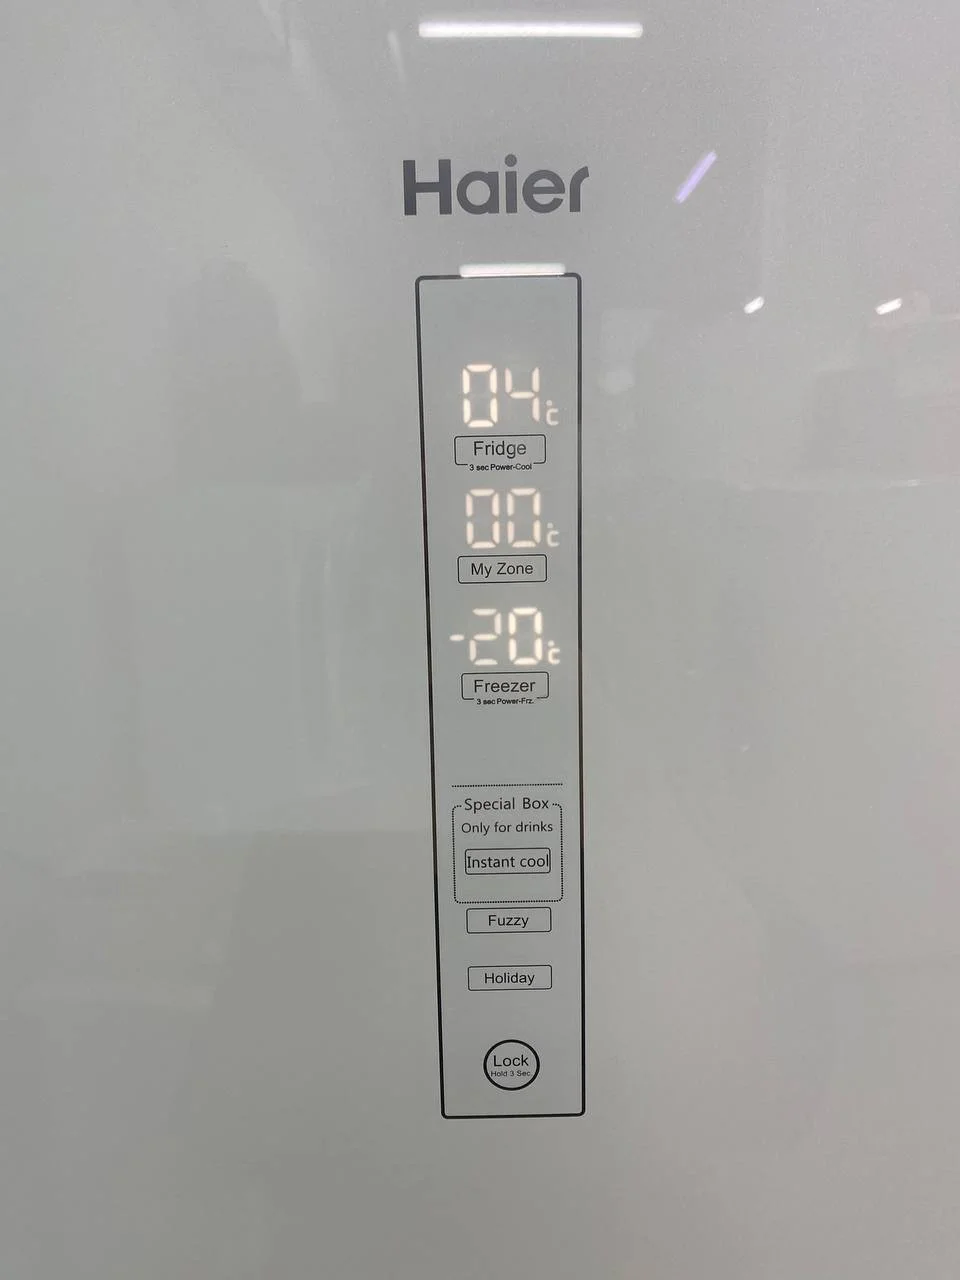 Haier
04°C
Fridge
3 sec Power-Cool
00°C
My Zone
-20°C
Freezer
3 sec Power-Frz.
Special Box
Only for drinks
Instant cool
Fuzzy
Holiday
Lock
Hold 3 Sec.